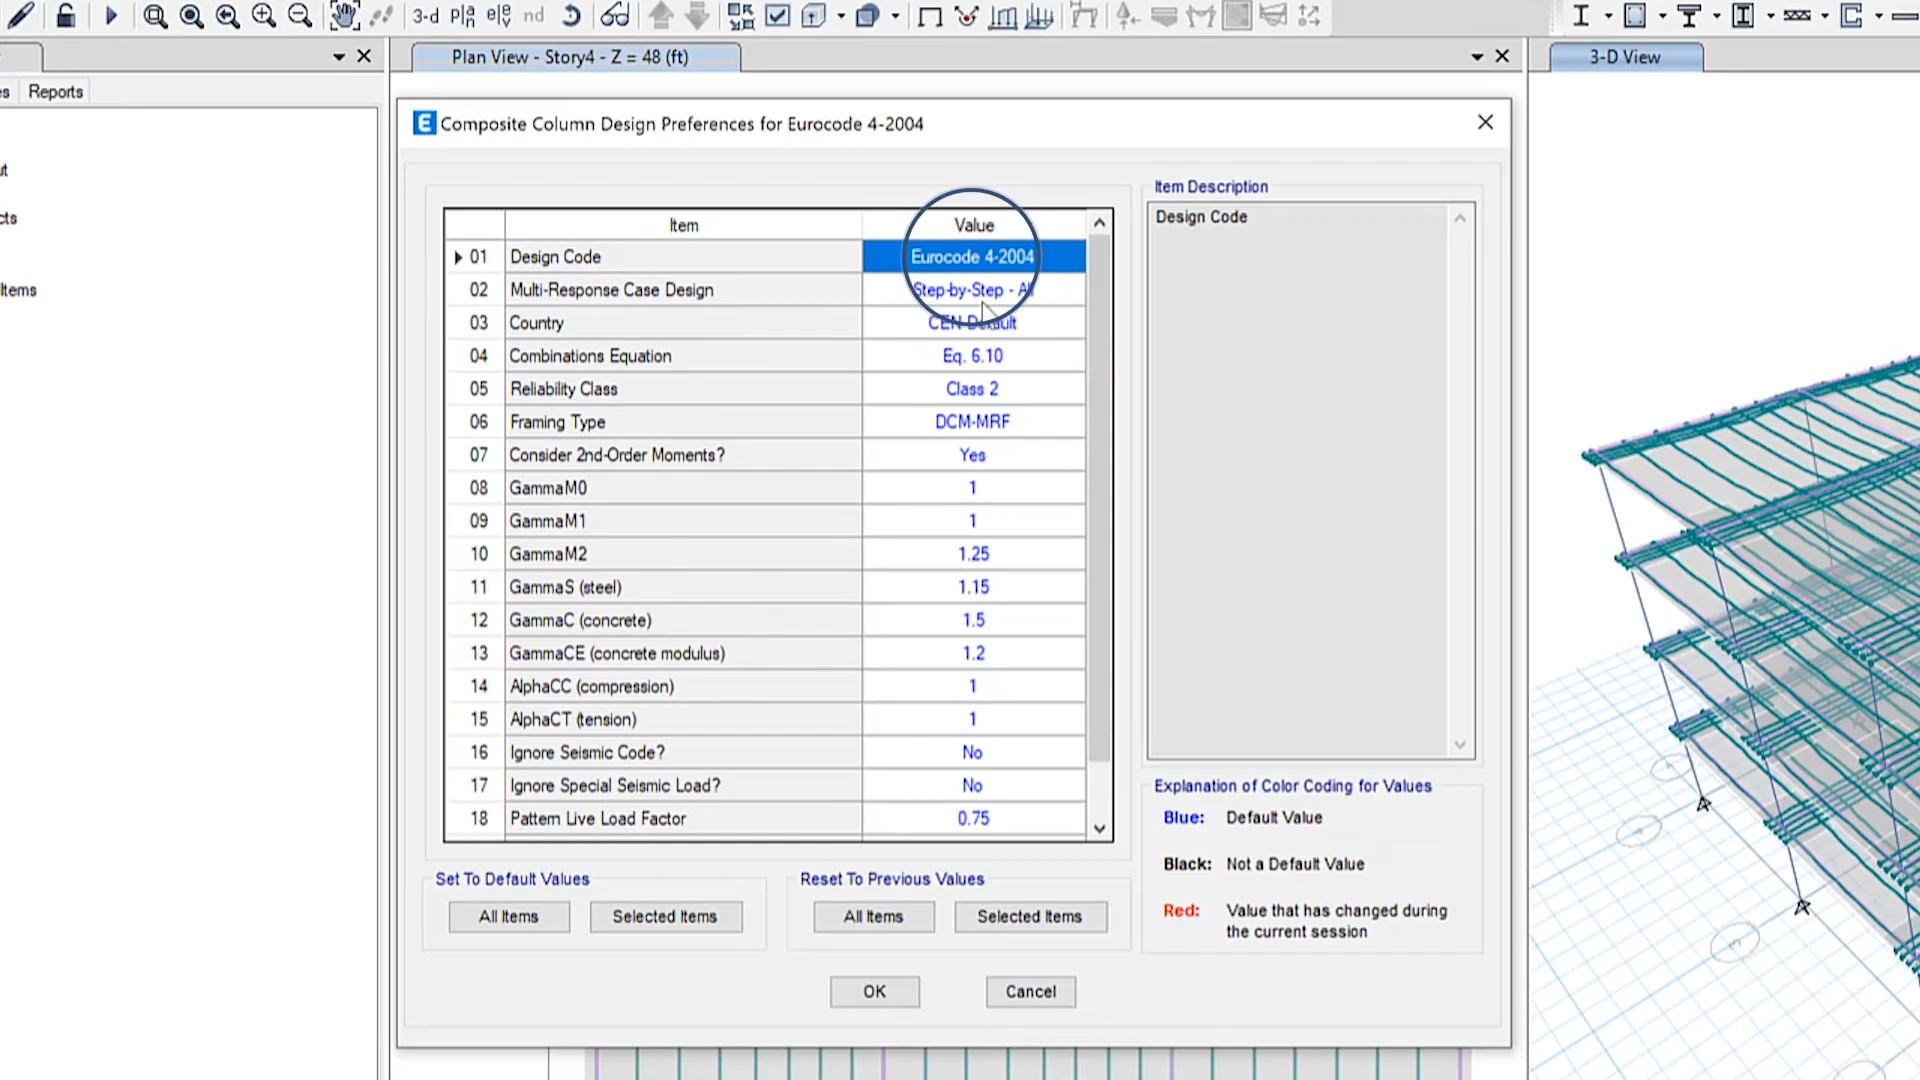 3-d
nd
Plan View - Story4 - Z = 48 (ft)
3-D View
Reports
Composite Column Design Preferences for Eurocode 4-2004
Item Value
01 Design Code Eurocode 4-2004
02 Multi-Response Case Design Step-by-Step - All
03 Country CEN Default
04 Combinations Equation Eq. 6.10
05 Reliability Class Class 2
06 Framing Type DCM-MRF
07 Consider 2nd-Order Moments? Yes
08 GammaM0 1
09 GammaM1 1
10 GammaM2 1.25
11 GammaS (steel) 1.15
12 GammaC (concrete) 1.5
13 GammaCE (concrete modulus) 1.2
14 AlphaCC (compression) 1
15 AlphaCT (tension) 1
16 Ignore Seismic Code? No
17 Ignore Special Seismic Load? No
18 Pattern Live Load Factor 0.75
Item Description
Design Code
Explanation of Color Coding for Values
Blue: Default Value
Black: Not a Default Value
Red: Value that has changed during
the current session
Set To Default Values
All Items Selected Items
Reset To Previous Values
All Items Selected Items
OK Cancel